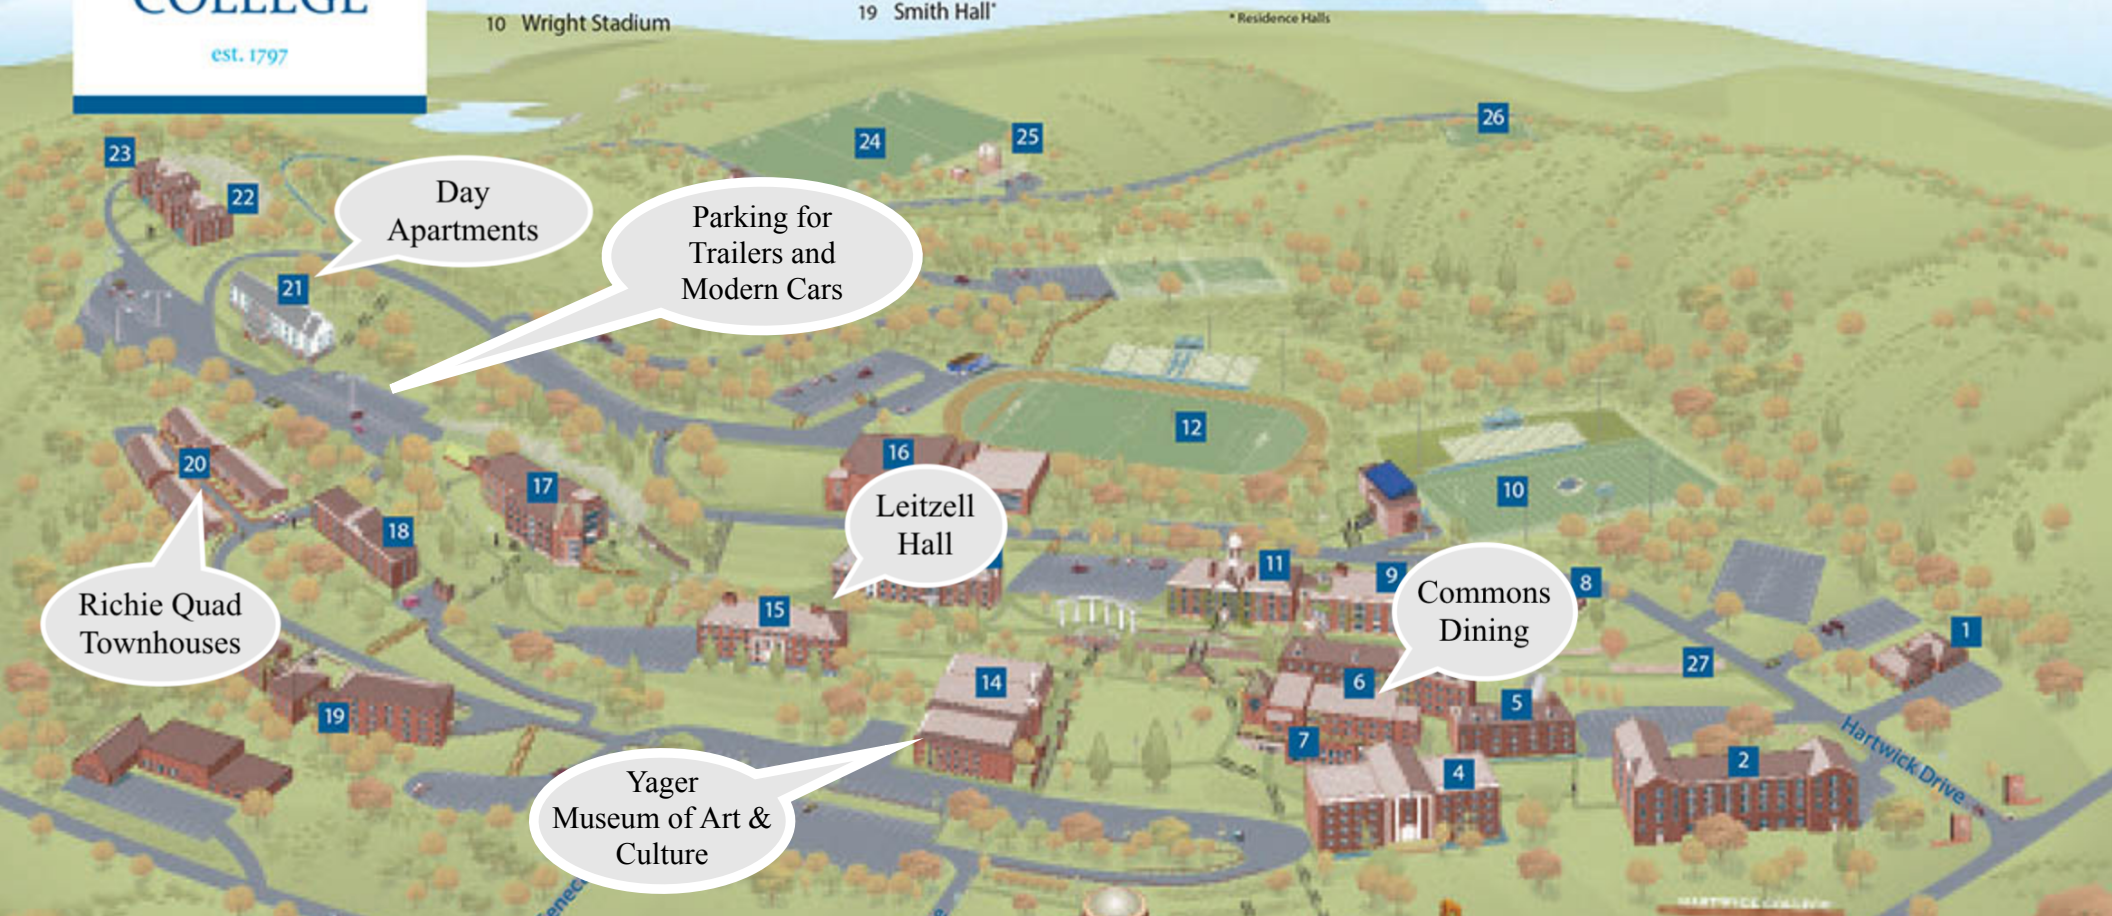 COLLEGE
est. 1797
10 Wright Stadium
19 Smith Hall*
* Residence Halls
26
24
25
23
22
Day
Apartments
Parking for
Trailers and
Modern Cars
21
12
16
20
17
10
Leitzell
Hall
18
11
9
8
Commons
Dining
15
1
Richie Quad
Townhouses
27
14
6
5
19
7
4
2
Hartwick Drive
Yager
Museum of Art &
Culture
HARTWICK COLLEGE